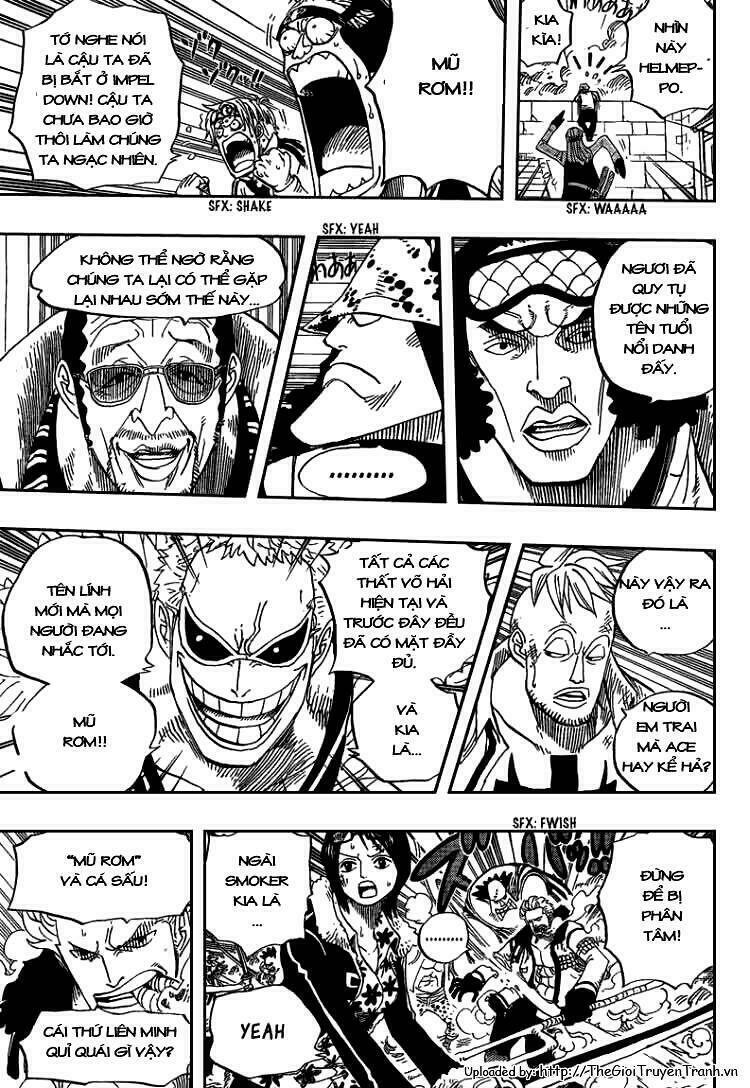 NHÌN
NÀY
HELMEP-
PO.
KIA
KÌA!
MŨ
RƠM!!
TỚ NGHE NÓI
LÀ CẬU TA ĐÃ
BỊ BẮT Ở IMPEL
DOWN! CẬU TA
CHƯA BAO GIỜ
THÔI LÀM CHÚNG
TA NGẠC NHIÊN.
SFX: WAAAAA
SFX: SHAKE
SFX: YEAH
NGƯƠI ĐÃ
QUY TỤ
ĐƯỢC NHỮNG
TÊN TUỔI
NỔI DANH
ĐẤY.
..........
KHÔNG THỂ NGỜ RẰNG
CHÚNG TA LẠI CÓ THỂ GẶP
LẠI NHAU SỚM THẾ NÀY...
NÀY VẬY RA
ĐÓ LÀ
...
NGƯỜI
EM TRAI
MÀ ACE
HAY KỂ HẢ?
TẤT CẢ CÁC
THẤT VÕ HẢI
HIỆN TẠI VÀ
TRƯỚC ĐÂY ĐỀU
ĐÃ CÓ MẶT ĐẦY
ĐỦ.
VÀ
KIA
LÀ...
TÊN LÍNH
MỚI MÀ MỌI
NGƯỜI ĐANG
NHẮC TỚI.
MŨ
RƠM!!
SFX: FWISH
ĐỪNG
ĐỂ BỊ
PHÂN
TÂM!
........
NGÀI
SMOKER
KIA LÀ
...
YEAH
"MŨ RƠM"
VÀ CÁ SẤU!
CÁI THỨ LIÊN MINH
QUỈ QUÁI GÌ VẬY?
Uploaded by: http://TheGioiTruyenTranh.vn